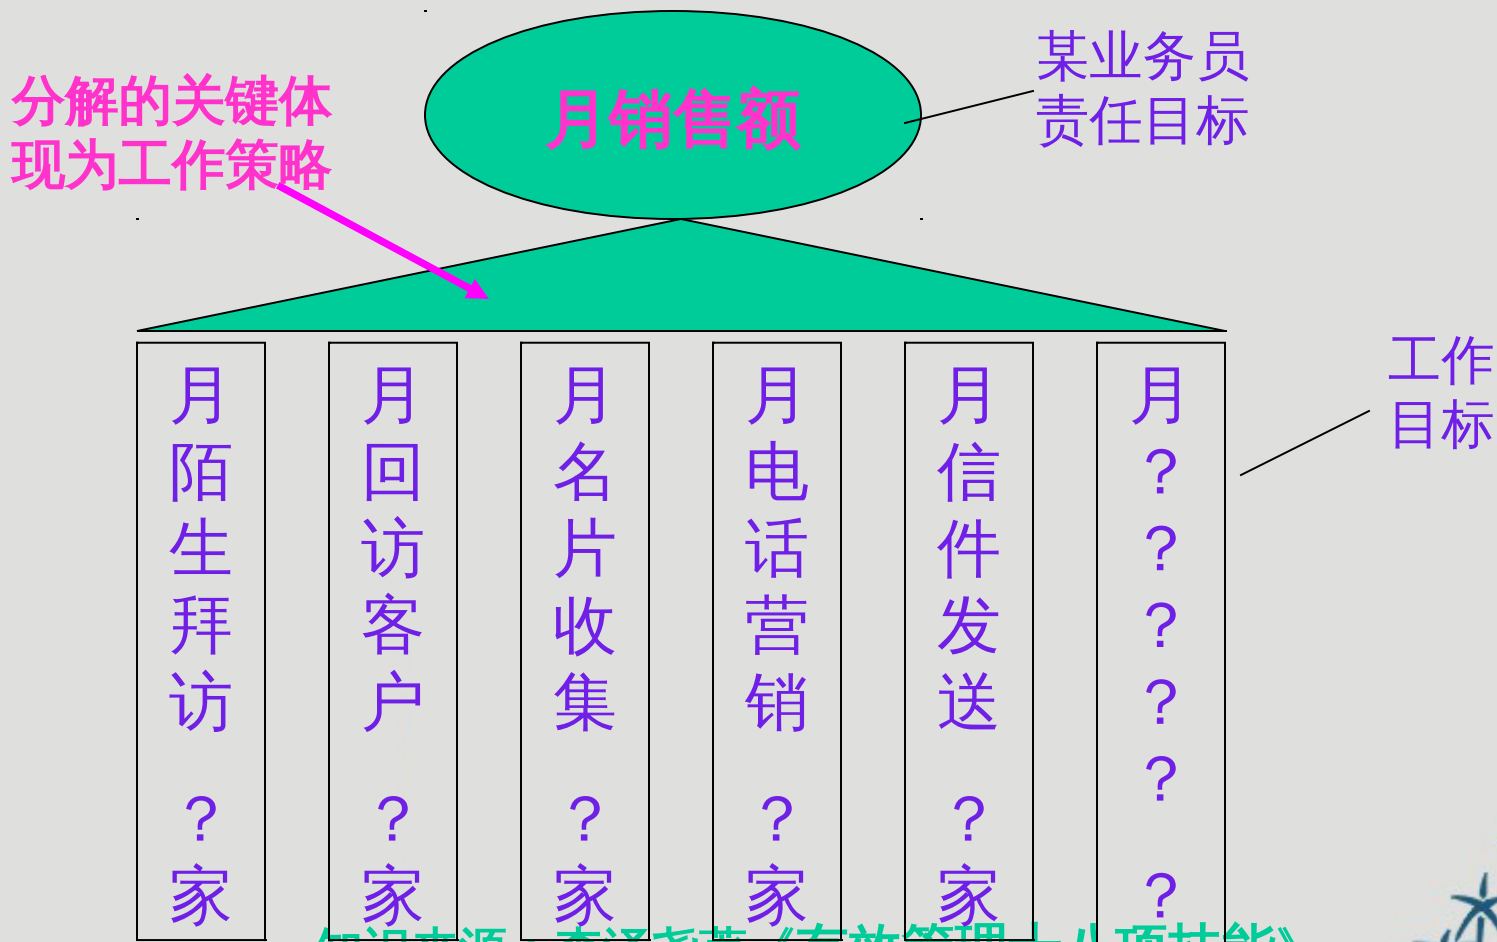 分解的关键体
现为工作策略
月销售额
某业务员
责任目标
工作
目标
月陌生拜访 ?家
月回访客户 ?家
月名片收集 ?家
月电话营销 ?家
月信件发送 ?家
月????? ?